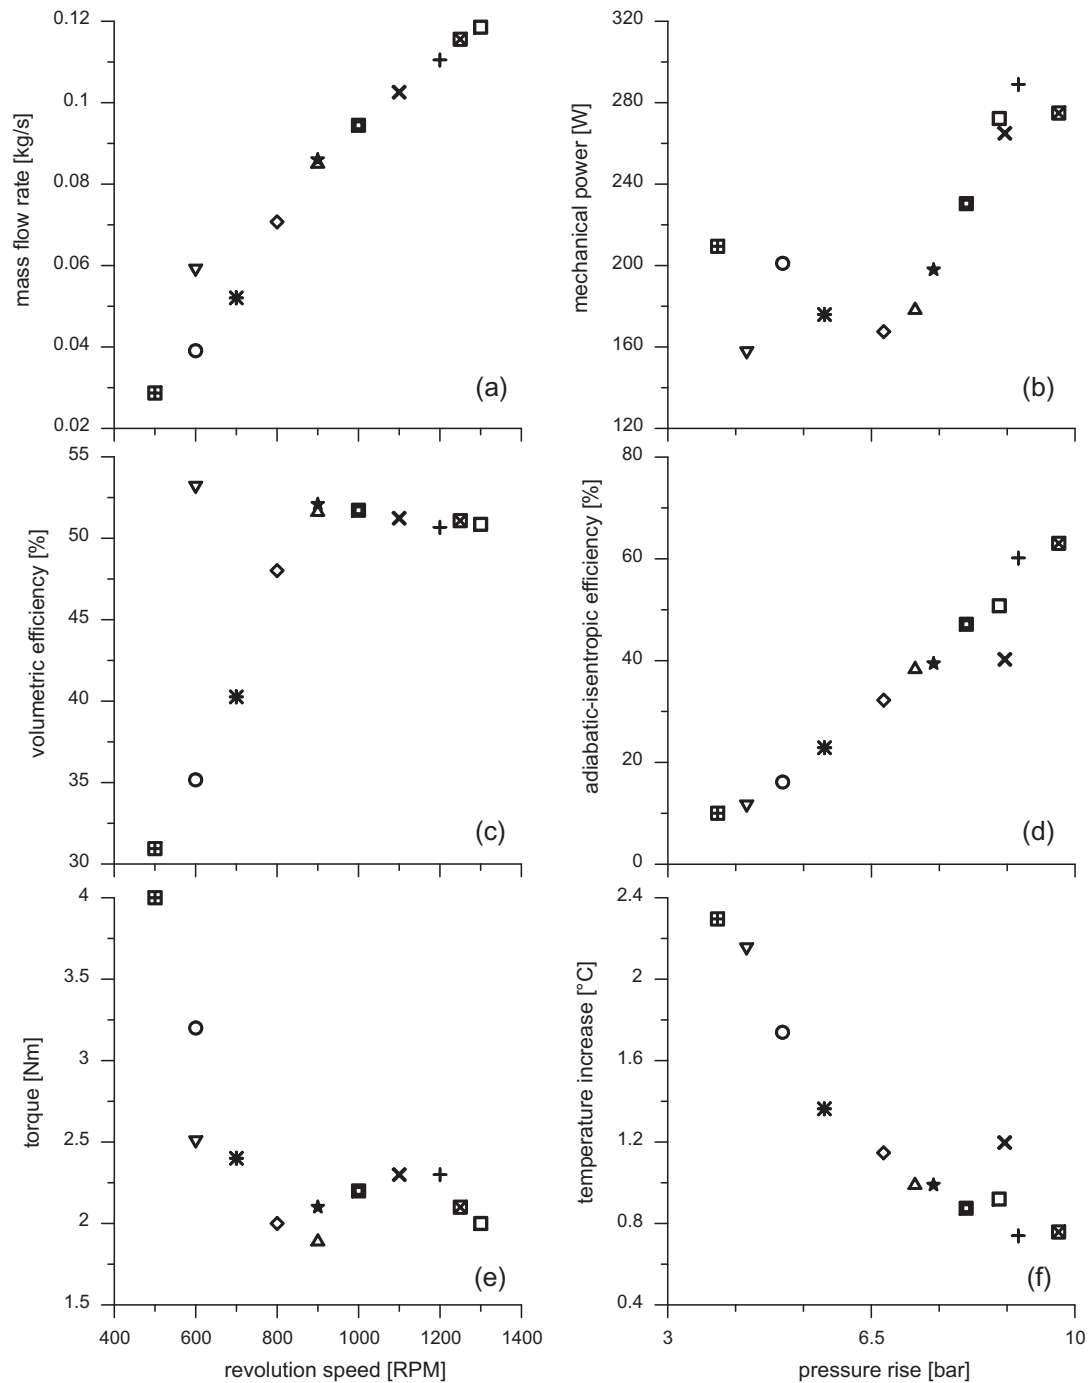 0.12
0.1
0.08
0.06
0.04
0.02
mass flow rate [kg/s]
(a)
320
280
240
200
160
120
mechanical power [W]
(b)
55
50
45
40
35
30
volumetric efficiency [%]
(c)
80
60
40
20
0
adiabatic-isentropic efficiency [%]
(d)
4
3.5
3
2.5
2
1.5
torque [Nm]
(e)
400 600 800 1000 1200 1400
revolution speed [RPM]
2.4
2
1.6
1.2
0.8
0.4
temperature increase [°C]
(f)
3 6.5 10
pressure rise [bar]